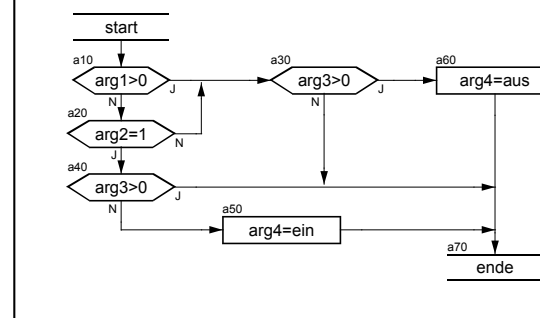 start
a10
arg1>0
J
N
a30
arg3>0
J
N
a60
arg4=aus
a20
arg2=1
N
J
a40
arg3>0
J
N
a50
arg4=ein
a70
ende